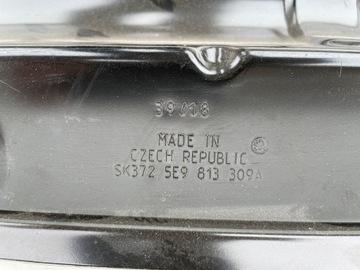 39/18
MADE IN
CZECH REPUBLIC
SK372 5E9 813 309A